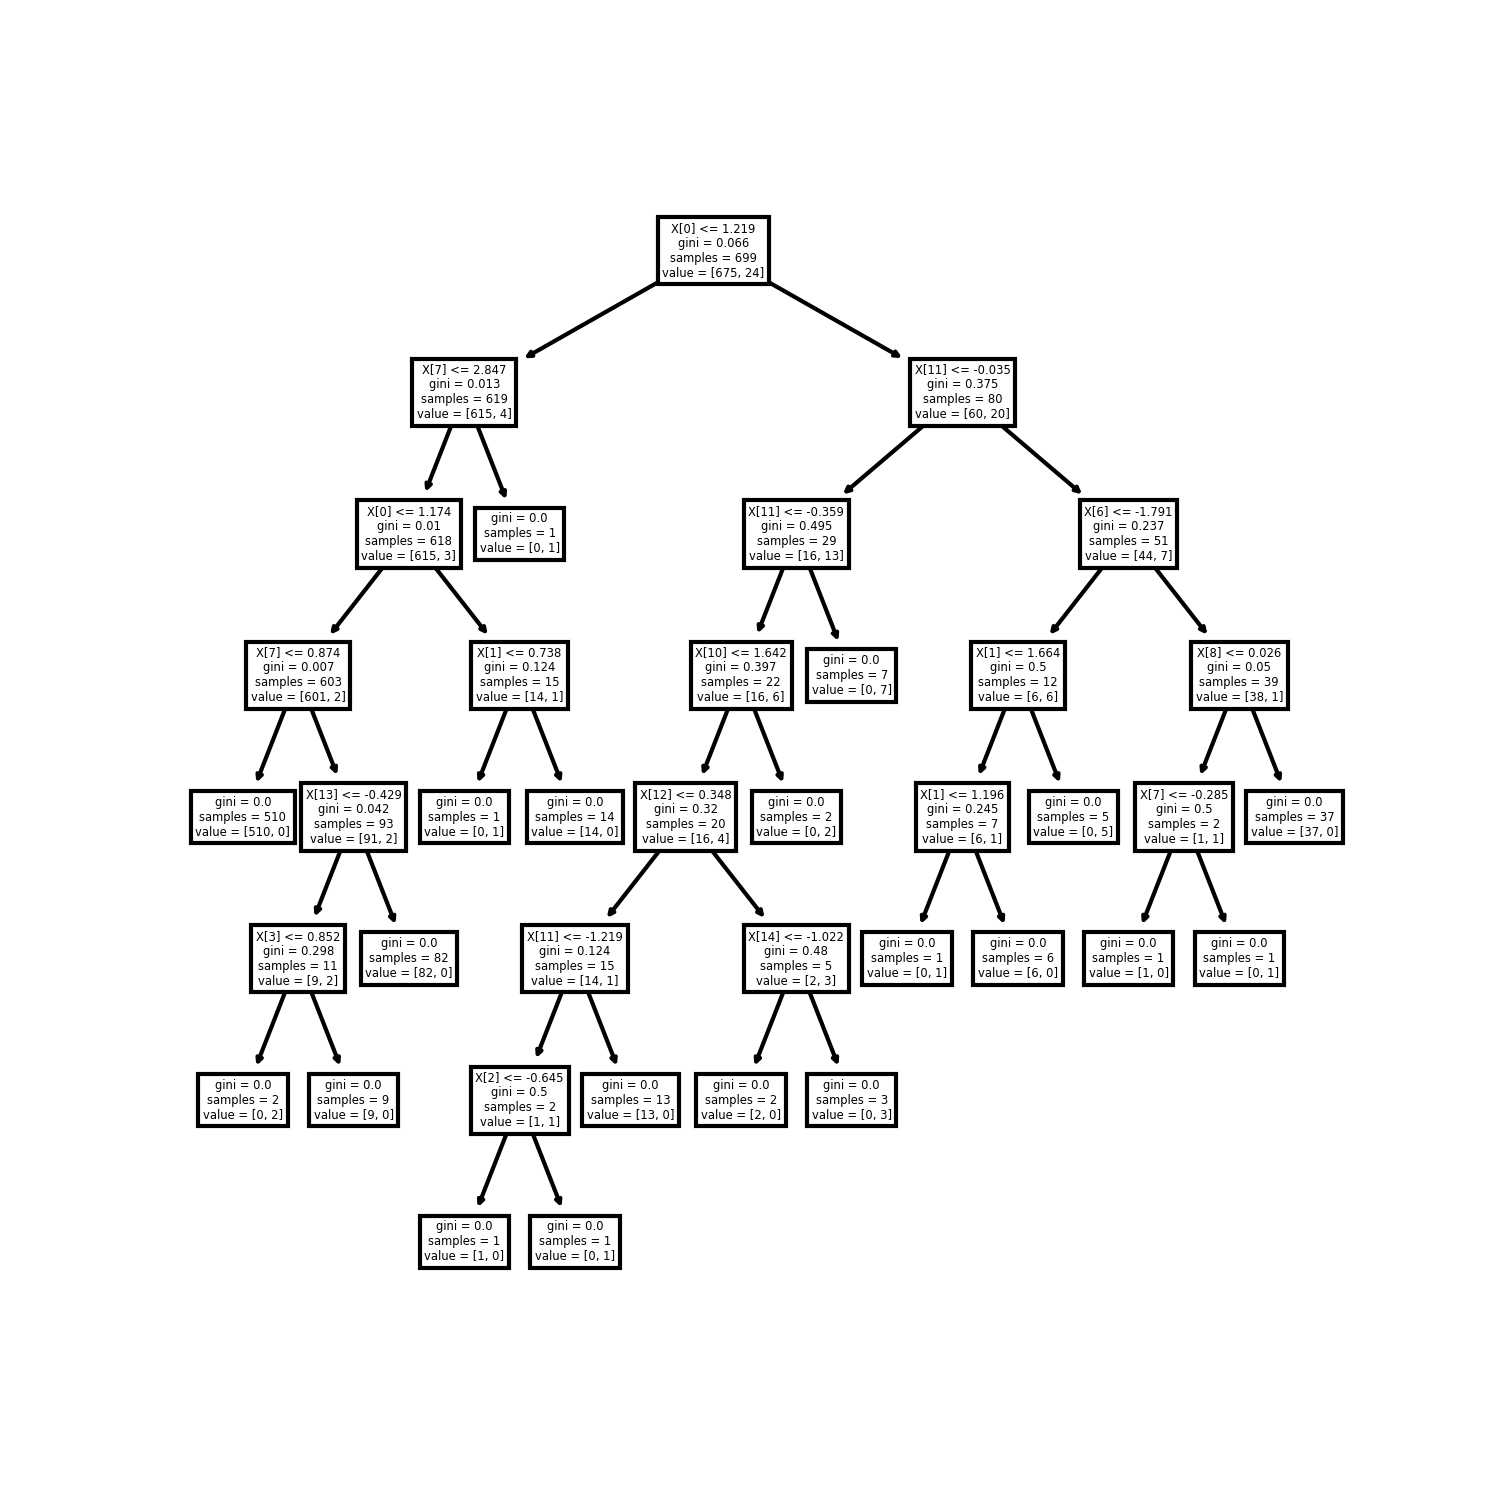 X[0] <= 1.219
gini = 0.066
samples = 699
value = [675, 24]
X[7] <= 2.847
gini = 0.013
samples = 619
value = [615, 4]
X[11] <= -0.035
gini = 0.375
samples = 80
value = [60, 20]
X[0] <= 1.174
gini = 0.01
samples = 618
value = [615, 3]
gini = 0.0
samples = 1
value = [0, 1]
X[11] <= -0.359
gini = 0.495
samples = 29
value = [16, 13]
X[6] <= -1.791
gini = 0.237
samples = 51
value = [44, 7]
X[7] <= 0.874
gini = 0.007
samples = 603
value = [601, 2]
X[1] <= 0.738
gini = 0.124
samples = 15
value = [14, 1]
X[10] <= 1.642
gini = 0.397
samples = 22
value = [16, 6]
gini = 0.0
samples = 7
value = [0, 7]
X[1] <= 1.664
gini = 0.5
samples = 12
value = [6, 6]
X[8] <= 0.026
gini = 0.05
samples = 39
value = [38, 1]
gini = 0.0
samples = 510
value = [510, 0]
X[13] <= -0.429
gini = 0.042
samples = 93
value = [91, 2]
gini = 0.0
samples = 1
value = [0, 1]
gini = 0.0
samples = 14
value = [14, 0]
X[12] <= 0.348
gini = 0.32
samples = 20
value = [16, 4]
gini = 0.0
samples = 2
value = [0, 2]
X[1] <= 1.196
gini = 0.245
samples = 7
value = [6, 1]
gini = 0.0
samples = 5
value = [0, 5]
X[7] <= -0.285
gini = 0.5
samples = 2
value = [1, 1]
gini = 0.0
samples = 37
value = [37, 0]
X[3] <= 0.852
gini = 0.298
samples = 11
value = [9, 2]
gini = 0.0
samples = 82
value = [82, 0]
X[11] <= -1.219
gini = 0.124
samples = 15
value = [14, 1]
X[14] <= -1.022
gini = 0.48
samples = 5
value = [2, 3]
gini = 0.0
samples = 1
value = [0, 1]
gini = 0.0
samples = 6
value = [6, 0]
gini = 0.0
samples = 1
value = [1, 0]
gini = 0.0
samples = 1
value = [0, 1]
gini = 0.0
samples = 2
value = [0, 2]
gini = 0.0
samples = 9
value = [9, 0]
X[2] <= -0.645
gini = 0.5
samples = 2
value = [1, 1]
gini = 0.0
samples = 13
value = [13, 0]
gini = 0.0
samples = 2
value = [2, 0]
gini = 0.0
samples = 3
value = [0, 3]
gini = 0.0
samples = 1
value = [1, 0]
gini = 0.0
samples = 1
value = [0, 1]